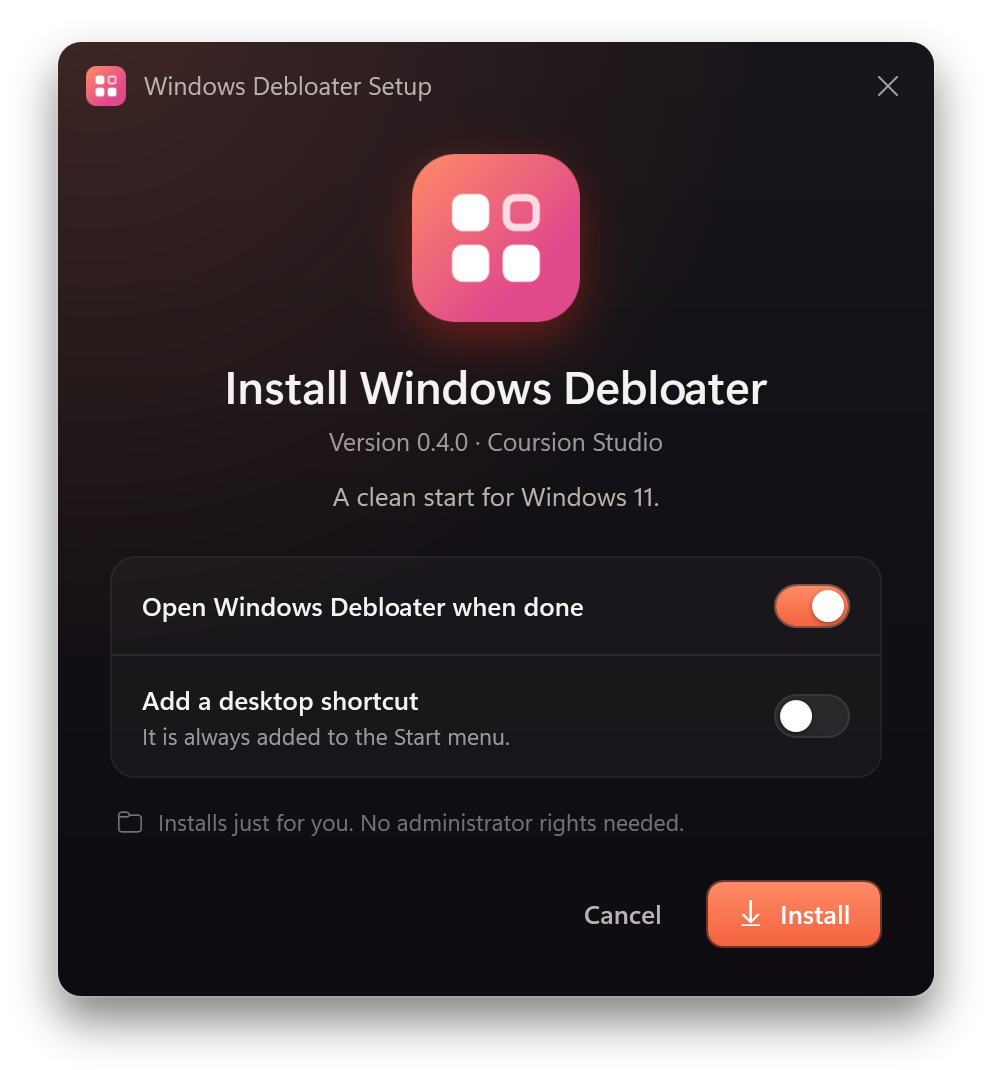 Windows Debloater Setup
Install Windows Debloater
Version 0.4.0 · Coursion Studio
A clean start for Windows 11.
Open Windows Debloater when done
Add a desktop shortcut
It is always added to the Start menu.
Installs just for you. No administrator rights needed.
Cancel
Install